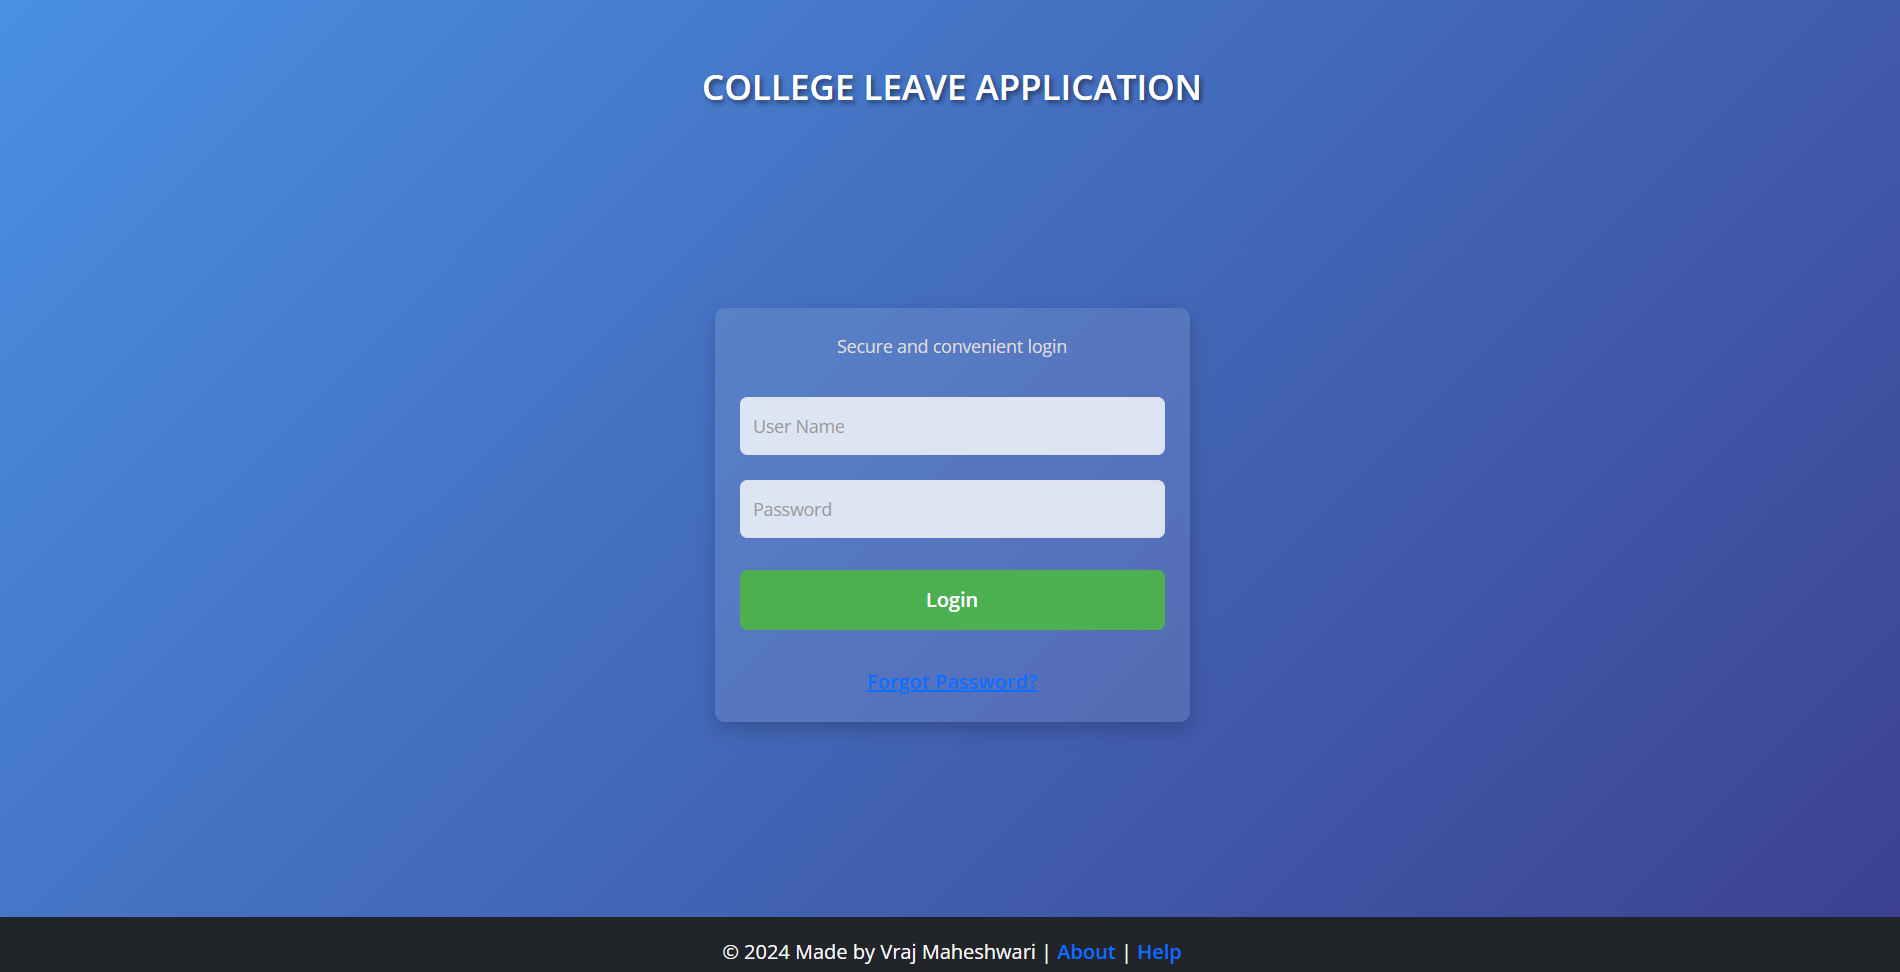 COLLEGE LEAVE APPLICATION
Secure and convenient login
User Name
Password
Login
Forgot Password?
© 2024 Made by Vraj Maheshwari | About | Help